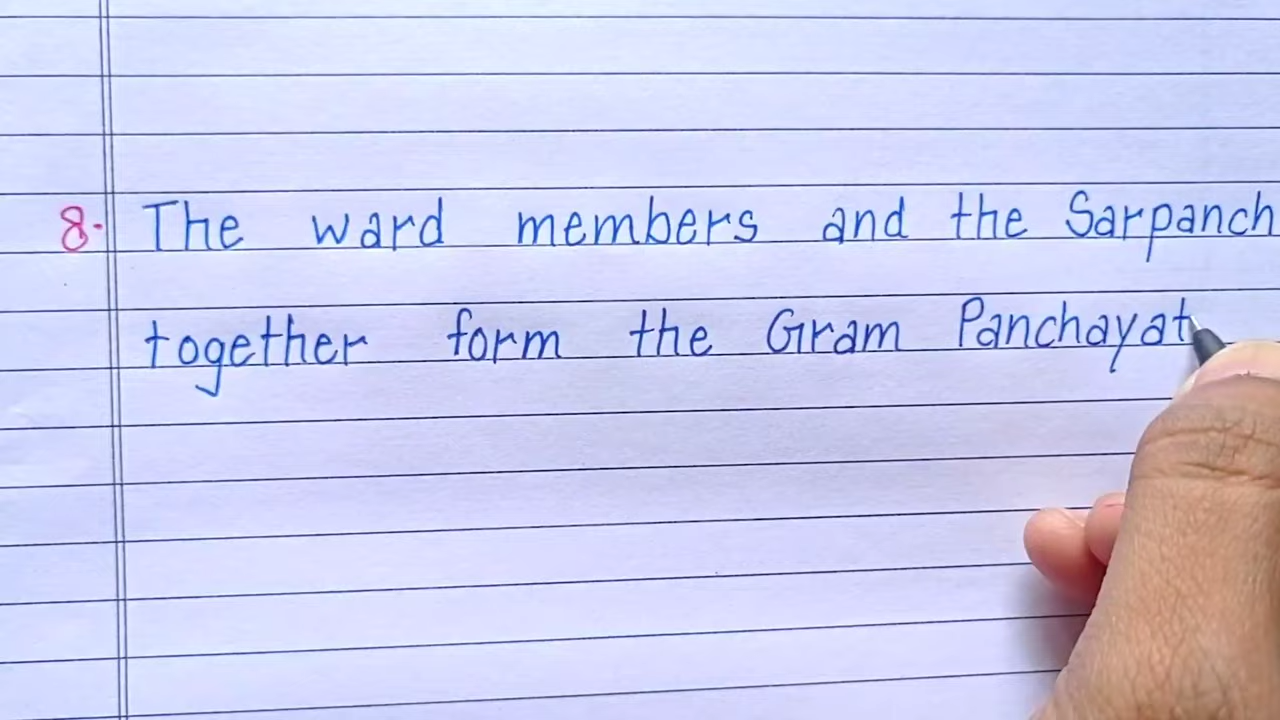 8. The ward members and the Sarpanch
together form the Gram Panchayat